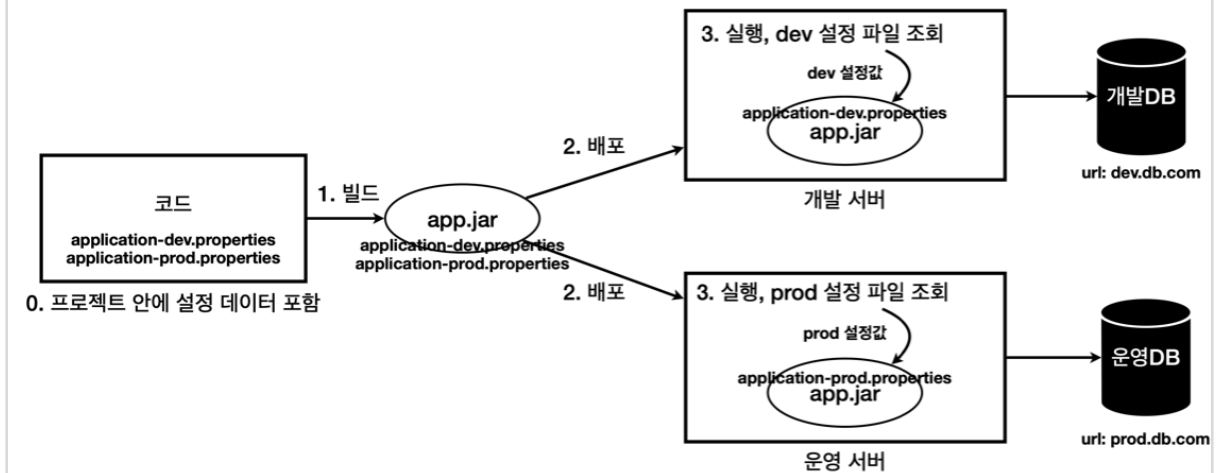 코드
application-dev.properties
application-prod.properties
0. 프로젝트 안에 설정 데이터 포함
1. 빌드
app.jar
application-dev.properties
application-prod.properties
2. 배포
2. 배포
3. 실행, dev 설정 파일 조회
dev 설정값
application-dev.properties
app.jar
개발 서버
개발DB
url: dev.db.com
3. 실행, prod 설정 파일 조회
prod 설정값
application-prod.properties
app.jar
운영 서버
운영DB
url: prod.db.com